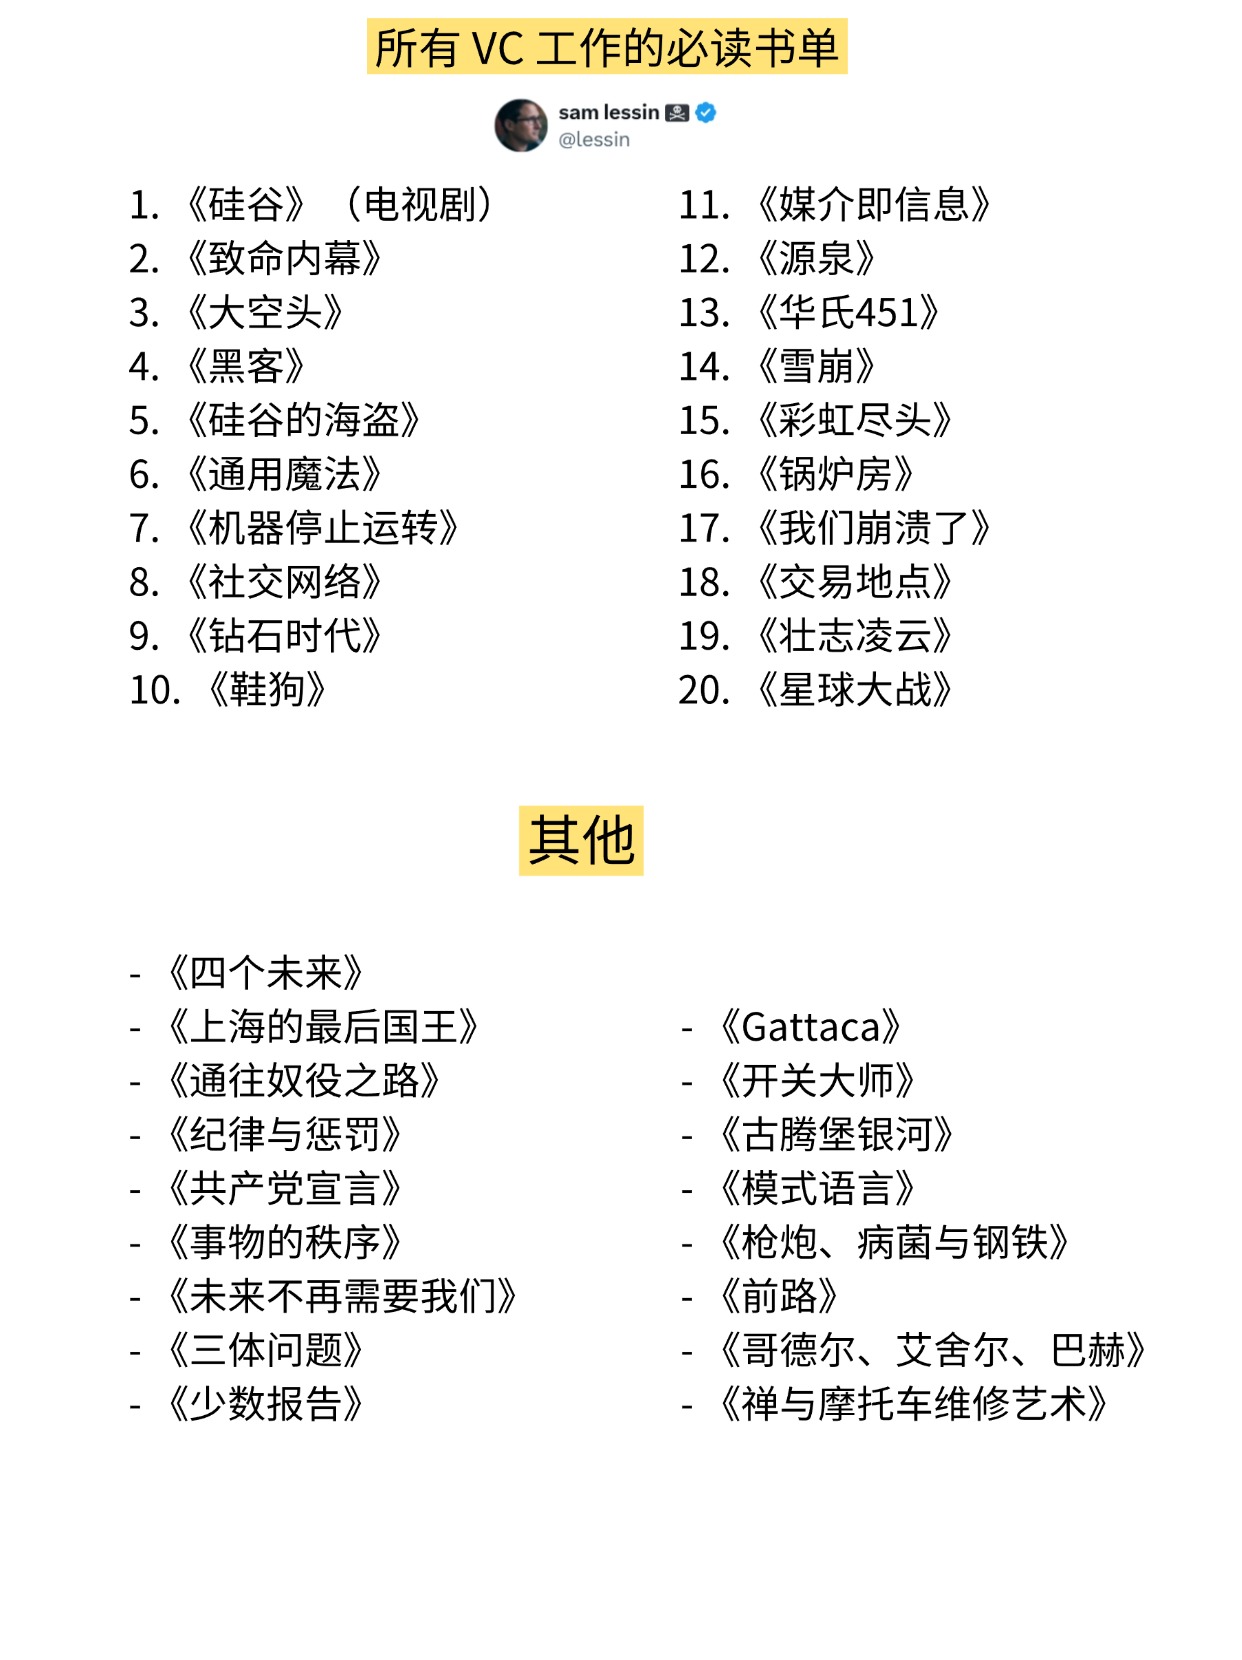 所有 VC 工作的必读书单
sam lessin
@lessin
1. 《硅谷》（电视剧）
2. 《致命内幕》
3. 《大空头》
4. 《黑客》
5. 《硅谷的海盗》
6. 《通用魔法》
7. 《机器停止运转》
8. 《社交网络》
9. 《钻石时代》
10. 《鞋狗》
11. 《媒介即信息》
12. 《源泉》
13. 《华氏451》
14. 《雪崩》
15. 《彩虹尽头》
16. 《锅炉房》
17. 《我们崩溃了》
18. 《交易地点》
19. 《壮志凌云》
20. 《星球大战》
其他
- 《四个未来》
- 《上海的最后国王》
- 《通往奴役之路》
- 《纪律与惩罚》
- 《共产党宣言》
- 《事物的秩序》
- 《未来不再需要我们》
- 《三体问题》
- 《少数报告》
- 《Gattaca》
- 《开关大师》
- 《古腾堡银河》
- 《模式语言》
- 《枪炮、病菌与钢铁》
- 《前路》
- 《哥德尔、艾舍尔、巴赫》
- 《禅与摩托车维修艺术》